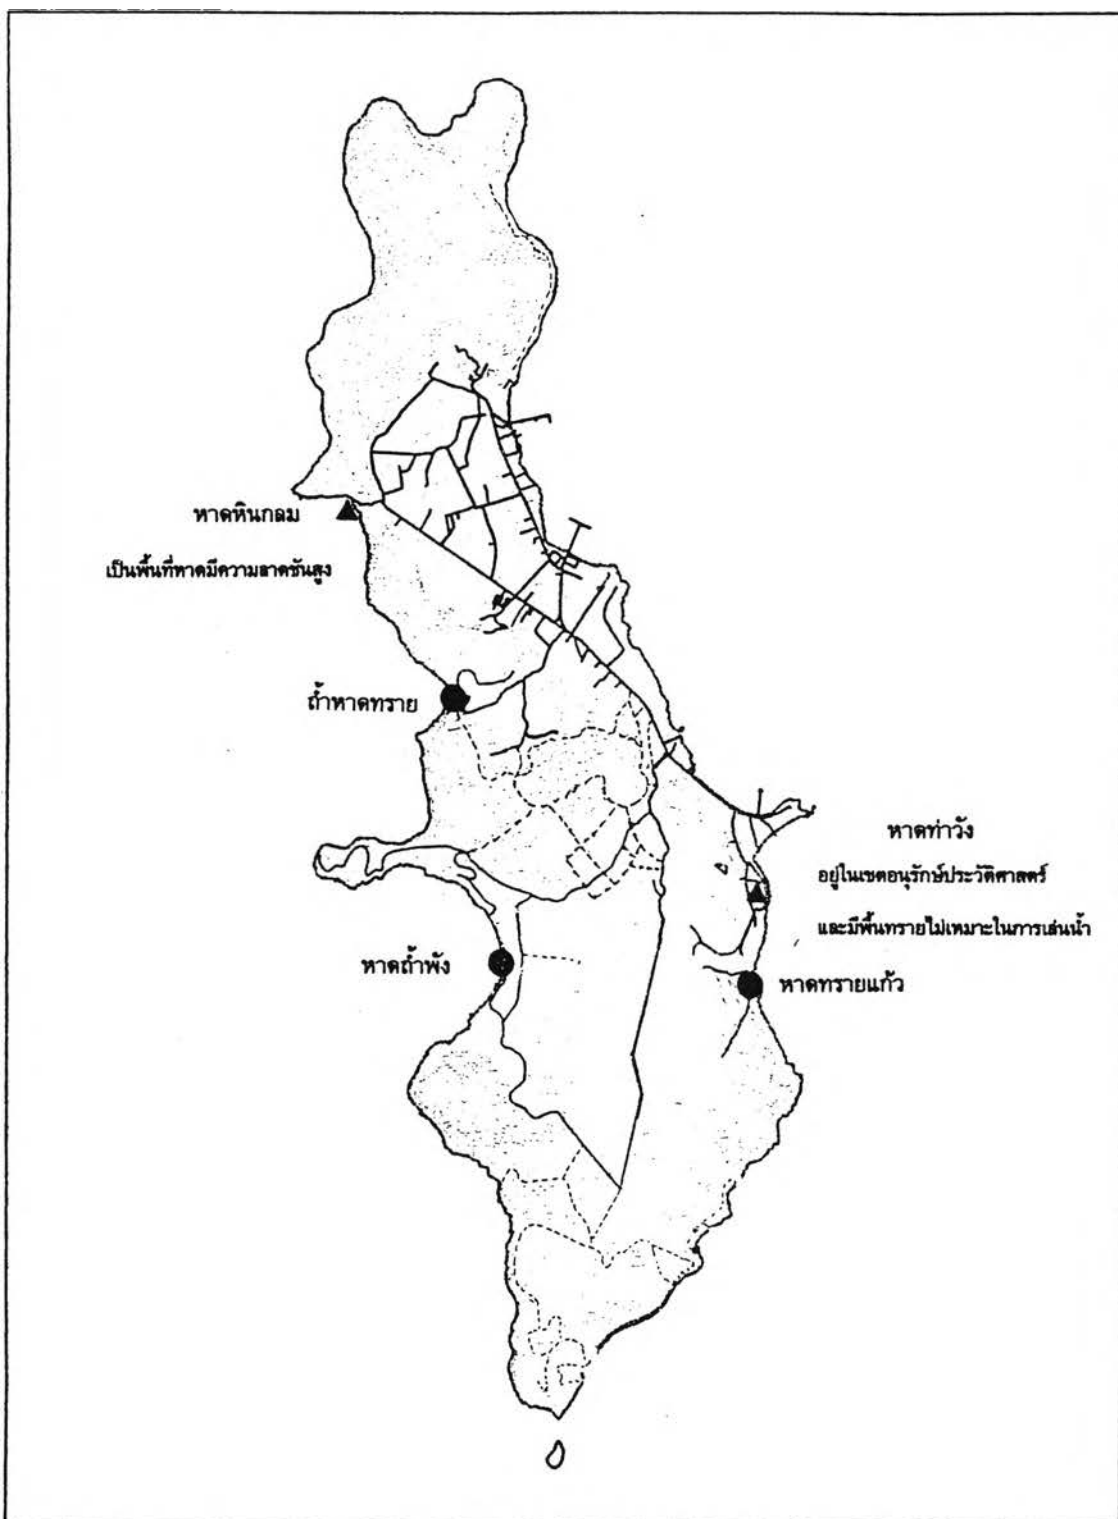 หาดหินกลม
เป็นพื้นที่หาดมีความลาดชันสูง
ถ้ำหาดทราย
หาดท่าวัง
อยู่ในเขตอนุรักษ์ประวัติศาสตร์
และมีพื้นทรายไม่เหมาะในการเล่นน้ำ
หาดถ้ำพัง
หาดทรายแก้ว